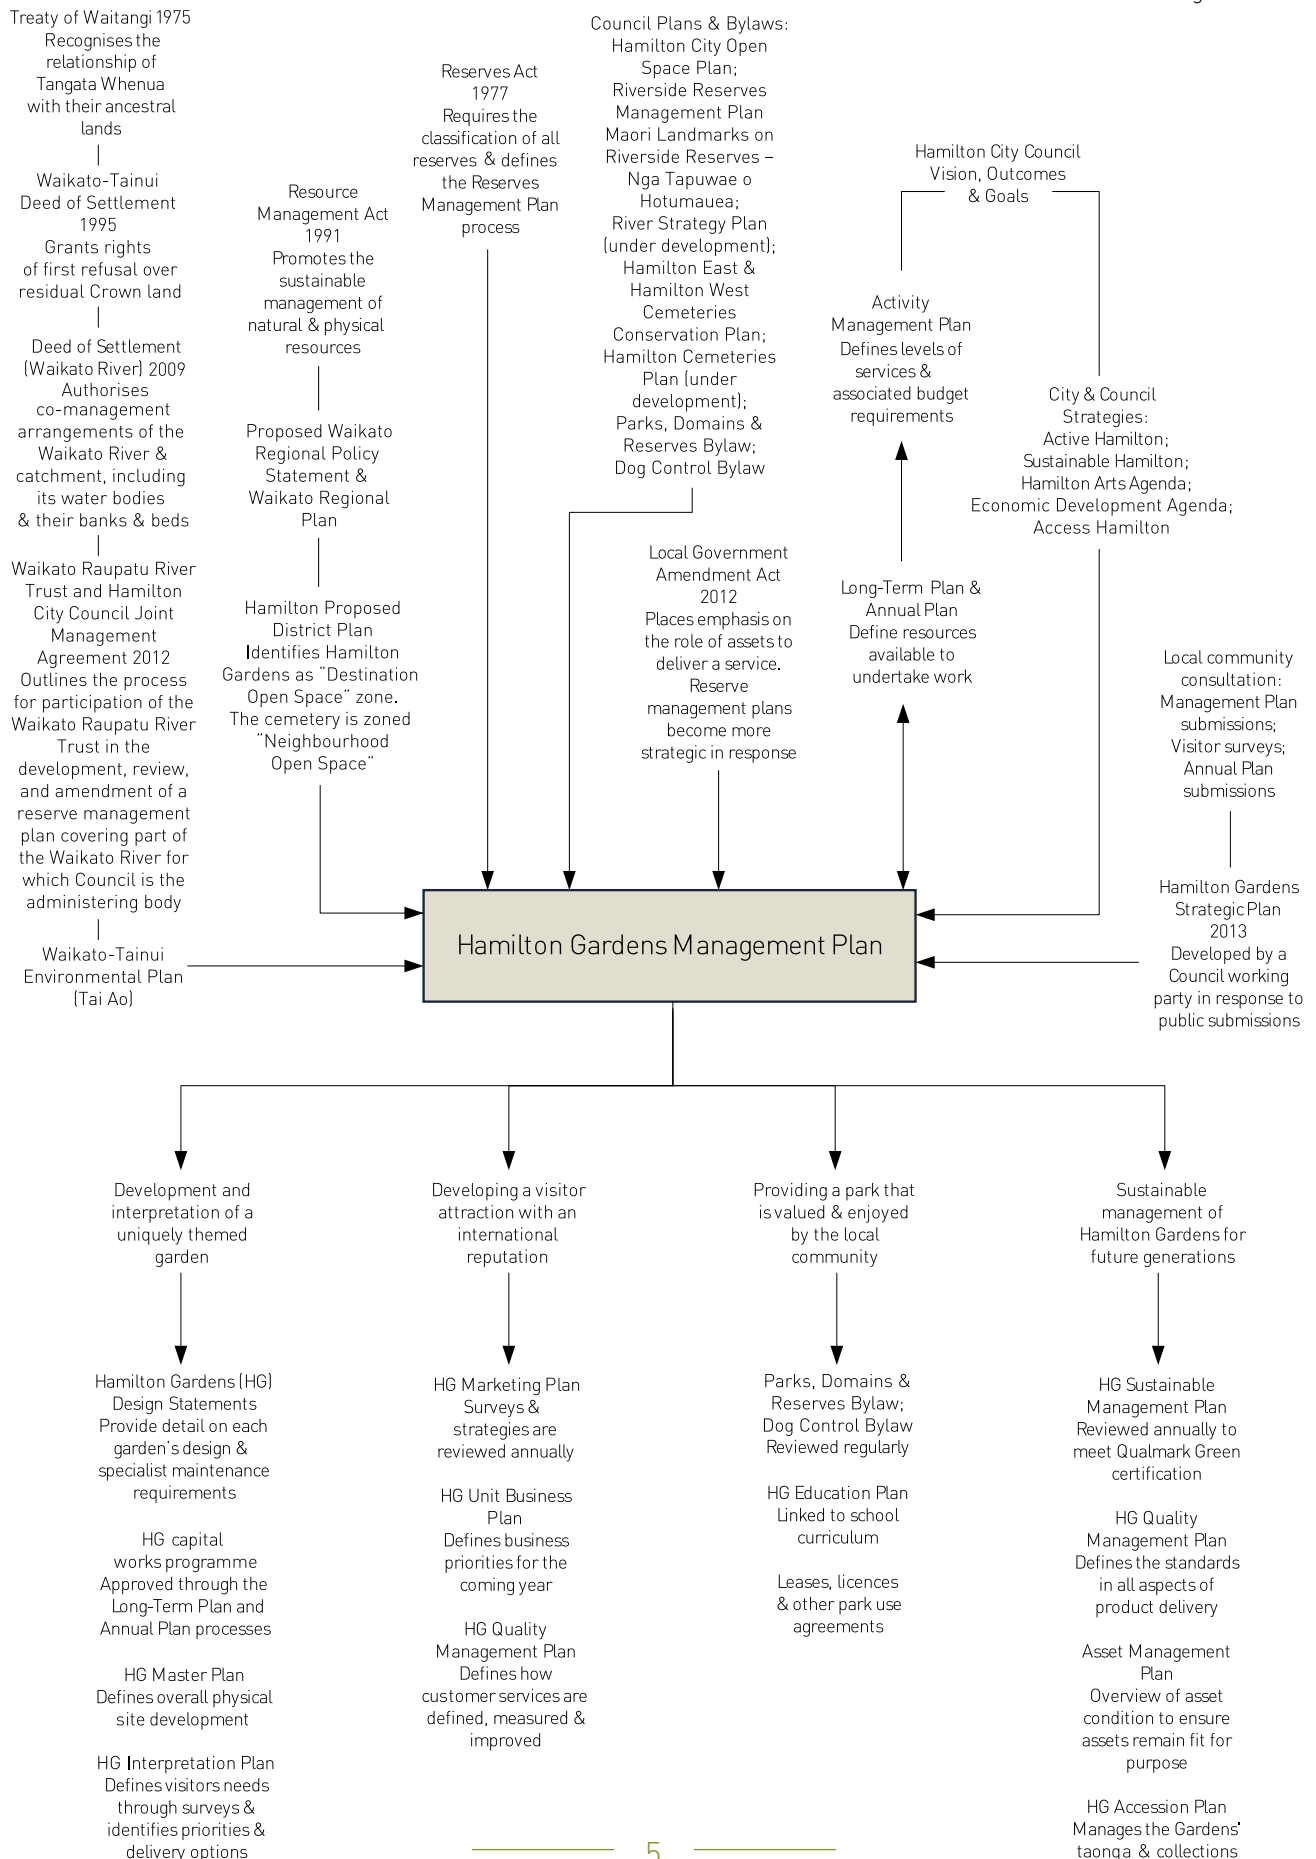 Treaty of Waitangi 1975
Recognises the
relationship of
Tangata Whenua
with their ancestral
lands
Waikato-Tainui
Deed of Settlement
1995
Grants rights
of first refusal over
residual Crown land
Deed of Settlement
(Waikato River) 2009
Authorises
co-management
arrangements of the
Waikato River &
catchment, including
its water bodies
& their banks & beds
Waikato Raupatu River
Trust and Hamilton
City Council Joint
Management
Agreement 2012
Outlines the process
for participation of the
Waikato Raupatu River
Trust in the
development, review,
and amendment of a
reserve management
plan covering part of
the Waikato River for
which Council is the
administering body
Waikato-Tainui
Environmental Plan
(Tai Ao)
Resource
Management Act
1991
Promotes the
sustainable
management of
natural & physical
resources
Proposed Waikato
Regional Policy
Statement &
Waikato Regional
Plan
Hamilton Proposed
District Plan
Identifies Hamilton
Gardens as “Destination
Open Space” zone.
The cemetery is zoned
“Neighbourhood
Open Space”
Reserves Act
1977
Requires the
classification of all
reserves & defines
the Reserves
Management Plan
process
Council Plans & Bylaws:
Hamilton City Open
Space Plan;
Riverside Reserves
Management Plan
Maori Landmarks on
Riverside Reserves –
Nga Tapuwae o
Hotumauea;
River Strategy Plan
(under development);
Hamilton East &
Hamilton West
Cemeteries
Conservation Plan;
Hamilton Cemeteries
Plan (under
development);
Parks, Domains &
Reserves Bylaw;
Dog Control Bylaw
Local Government
Amendment Act
2012
Places emphasis on
the role of assets to
deliver a service.
Reserve
management plans
become more
strategic in response
Hamilton City Council
Vision, Outcomes
& Goals
Activity
Management Plan
Defines levels of
services &
associated budget
requirements
Long-Term Plan &
Annual Plan
Define resources
available to
undertake work
City & Council
Strategies:
Active Hamilton;
Sustainable Hamilton;
Hamilton Arts Agenda;
Economic Development Agenda;
Access Hamilton
Local community
consultation:
Management Plan
submissions;
Visitor surveys;
Annual Plan
submissions
Hamilton Gardens
Strategic Plan
2013
Developed by a
Council working
party in response to
public submissions
Hamilton Gardens Management Plan
Development and
interpretation of a
uniquely themed
garden
Hamilton Gardens (HG)
Design Statements
Provide detail on each
garden's design &
specialist maintenance
requirements
HG capital
works programme
Approved through the
Long-Term Plan and
Annual Plan processes
HG Master Plan
Defines overall physical
site development
HG Interpretation Plan
Defines visitors needs
through surveys &
identifies priorities &
delivery options
Developing a visitor
attraction with an
international
reputation
HG Marketing Plan
Surveys &
strategies are
reviewed annually
HG Unit Business
Plan
Defines business
priorities for the
coming year
HG Quality
Management Plan
Defines how
customer services are
defined, measured &
improved
Providing a park that
is valued & enjoyed
by the local
community
Parks, Domains &
Reserves Bylaw;
Dog Control Bylaw
Reviewed regularly
HG Education Plan
Linked to school
curriculum
Leases, licences
& other park use
agreements
Sustainable
management of
Hamilton Gardens for
future generations
HG Sustainable
Management Plan
Reviewed annually to
meet Qualmark Green
certification
HG Quality
Management Plan
Defines the standards
in all aspects of
product delivery
Asset Management
Plan
Overview of asset
condition to ensure
assets remain fit for
purpose
HG Accession Plan
Manages the Gardens'
taonga & collections
5